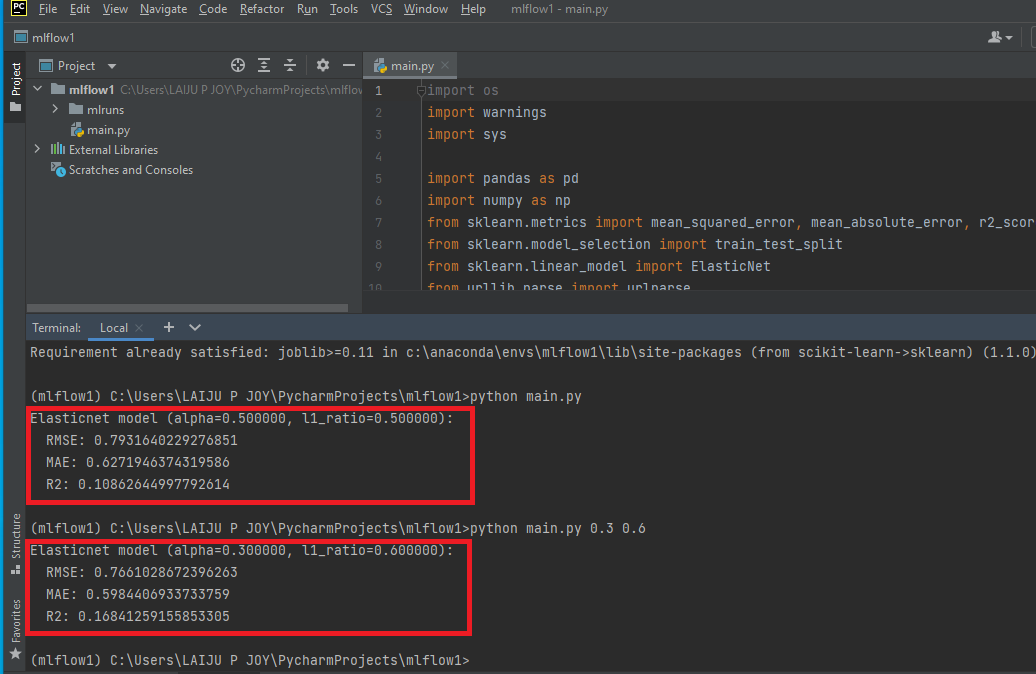 PC File Edit View Navigate Code Refactor Run Tools VCS Window Help mlflow1 - main.py
mlflow1
Project
Project
main.py
mlflow1 C:\Users\LAIJU P JOY\PycharmProjects\mlflow
mlruns
main.py
External Libraries
Scratches and Consoles
1 import os
2 import warnings
3 import sys
4
5 import pandas as pd
6 import numpy as np
7 from sklearn.metrics import mean_squared_error, mean_absolute_error, r2_scor
8 from sklearn.model_selection import train_test_split
9 from sklearn.linear_model import ElasticNet
10 from urllib.parse import urlparse
Terminal: Local
Requirement already satisfied: joblib>=0.11 in c:\anaconda\envs\mlflow1\lib\site-packages (from scikit-learn->sklearn) (1.1.0)
(mlflow1) C:\Users\LAIJU P JOY\PycharmProjects\mlflow1>python main.py
Elasticnet model (alpha=0.500000, l1_ratio=0.500000):
RMSE: 0.7931640229276851
MAE: 0.6271946374319586
R2: 0.10862644997792614
(mlflow1) C:\Users\LAIJU P JOY\PycharmProjects\mlflow1>python main.py 0.3 0.6
Elasticnet model (alpha=0.300000, l1_ratio=0.600000):
RMSE: 0.7661028672396263
MAE: 0.5984406933733759
R2: 0.16841259155853305
(mlflow1) C:\Users\LAIJU P JOY\PycharmProjects\mlflow1>
Structure
Favorites